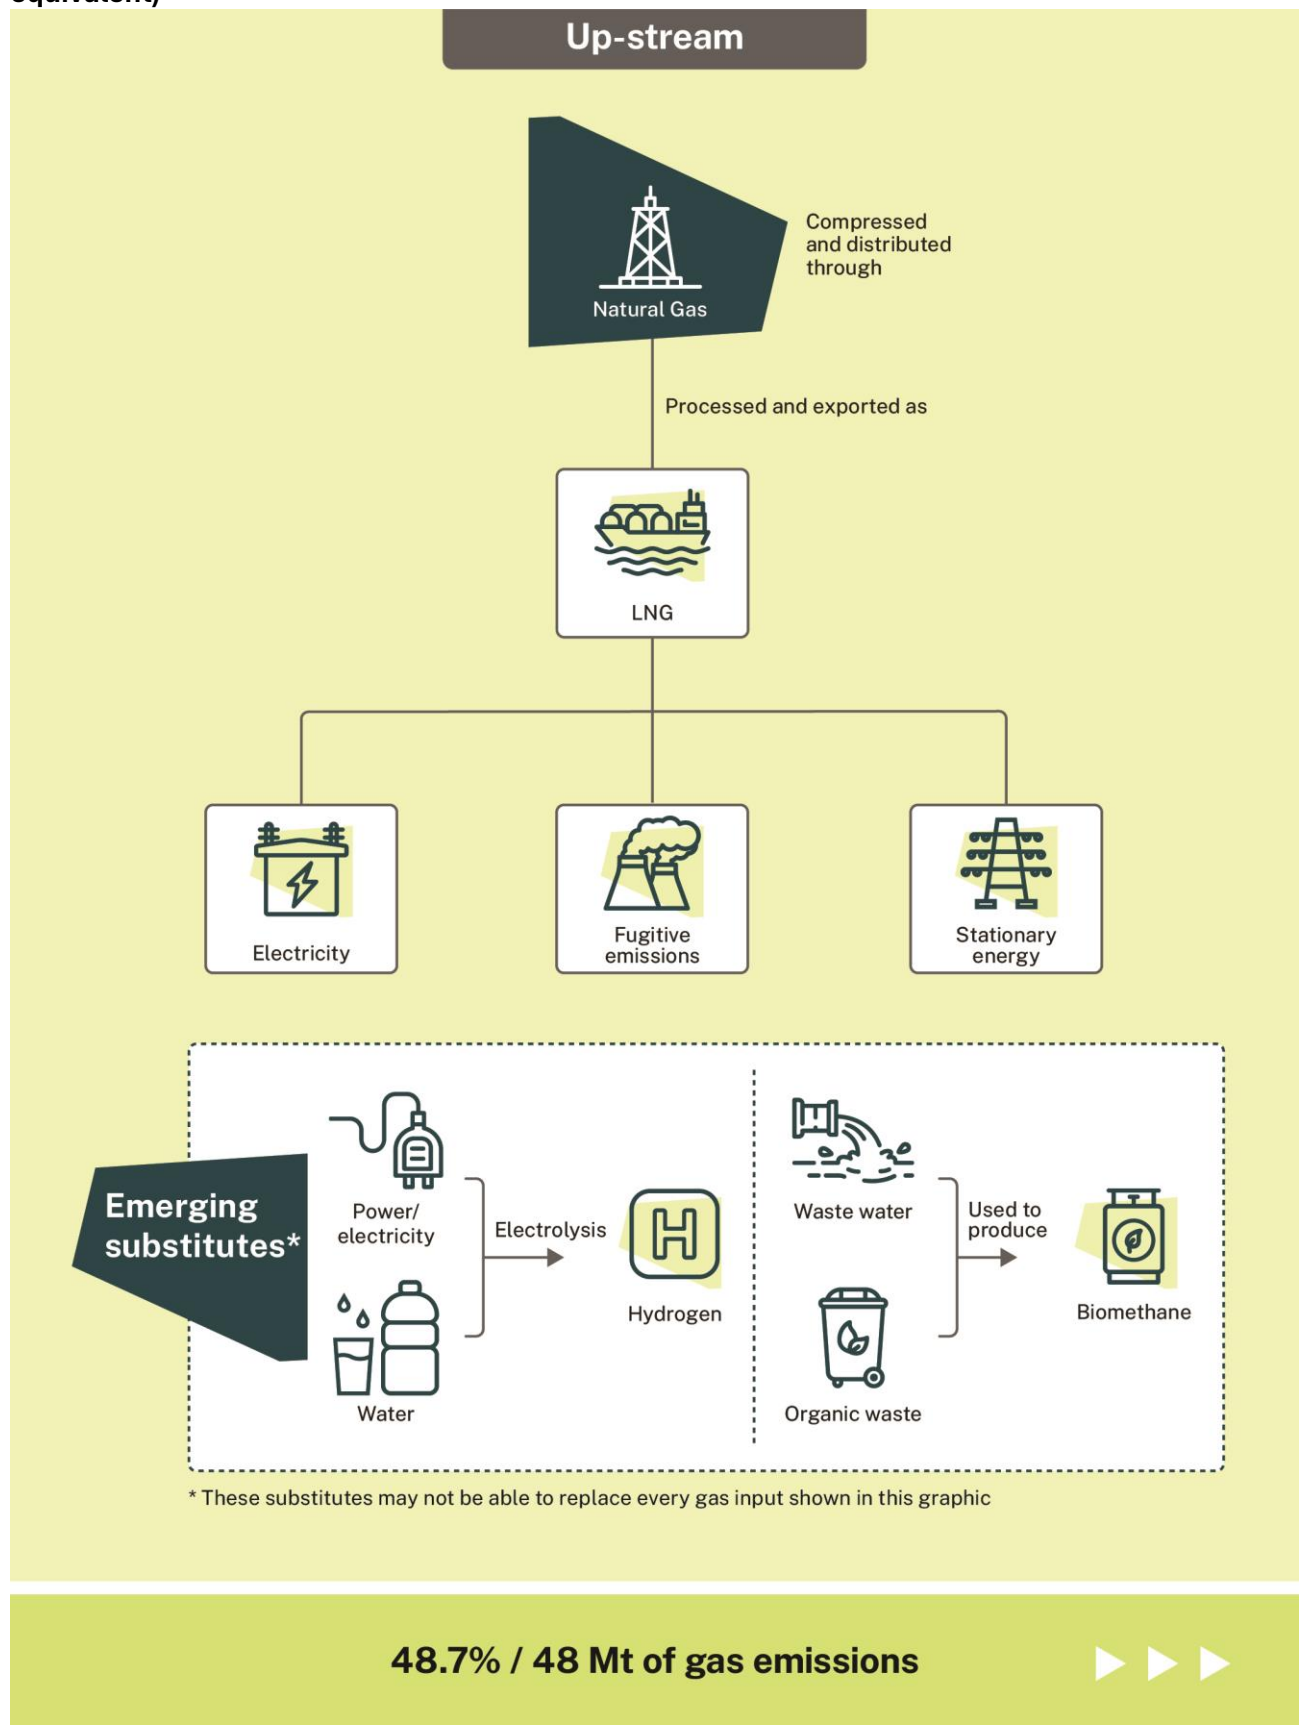 equivalent)
Up-stream
Compressed
and distributed
through
Natural Gas
Processed and exported as
LNG
Electricity
Fugitive
emissions
Stationary
energy
Emerging
substitutes*
Power/
electricity
Water
Electrolysis
H
Hydrogen
Waste water
Organic waste
Used to
produce
Biomethane
* These substitutes may not be able to replace every gas input shown in this graphic
48.7% / 48 Mt of gas emissions